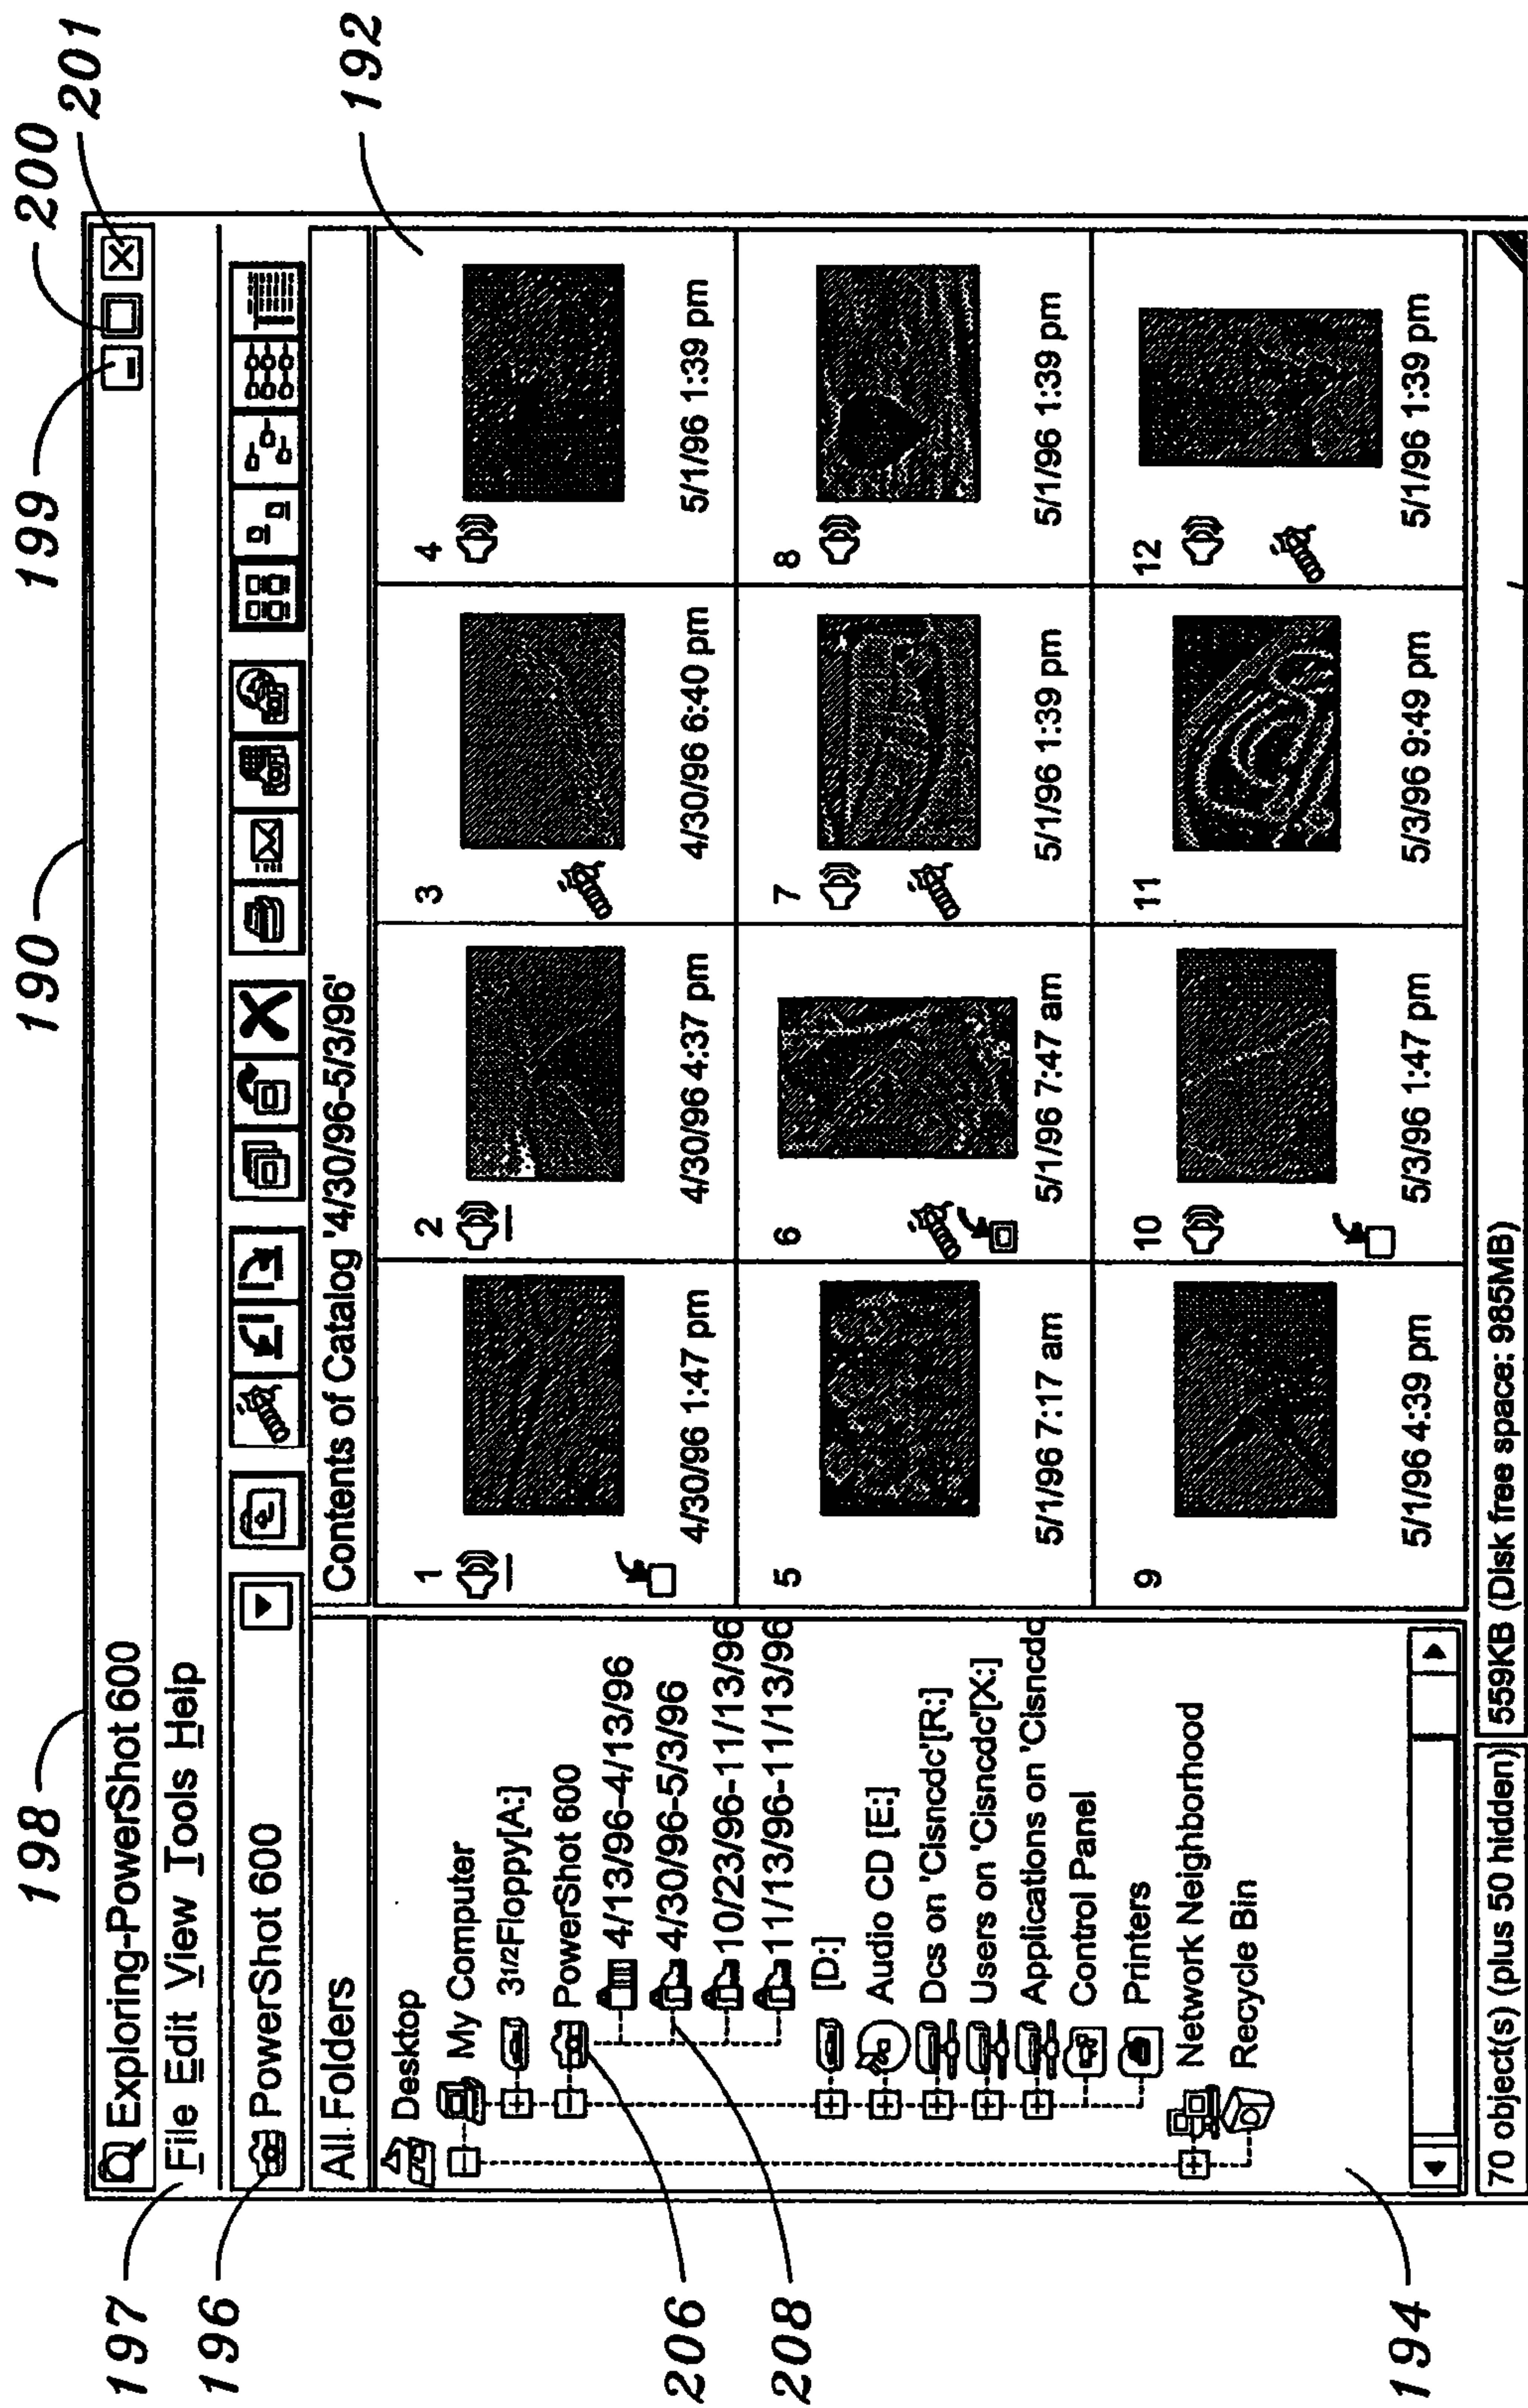 190
198
199
200
201
Exploring-PowerShot 600
197
File Edit View Tools Help
196
PowerShot 600
All Folders
Contents of Catalog '4/30/96-5/3/96'
192
Desktop
My Computer
3 1/2 Floppy[A:]
PowerShot 600
206
4/13/96-4/13/96
4/30/96-5/3/96
208
10/23/96-11/13/96
11/13/96-11/13/96
[D:]
Audio CD [E:]
Dcs on 'Cisncdc'[R:]
Users on 'Cisncdc'[X:]
Applications on 'Cisncdc
Control Panel
Printers
Network Neighborhood
Recycle Bin
194
1
4/30/96 1:47 pm
2
4/30/96 4:37 pm
3
4/30/96 6:40 pm
4
5/1/96 1:39 pm
5
5/1/96 7:17 am
6
5/1/96 7:47 am
7
5/1/96 1:39 pm
8
5/1/96 1:39 pm
9
5/1/96 4:39 pm
10
5/3/96 1:47 pm
11
5/3/96 9:49 pm
12
5/1/96 1:39 pm
70 object(s) (plus 50 hidden)
559KB (Disk free space: 985MB)